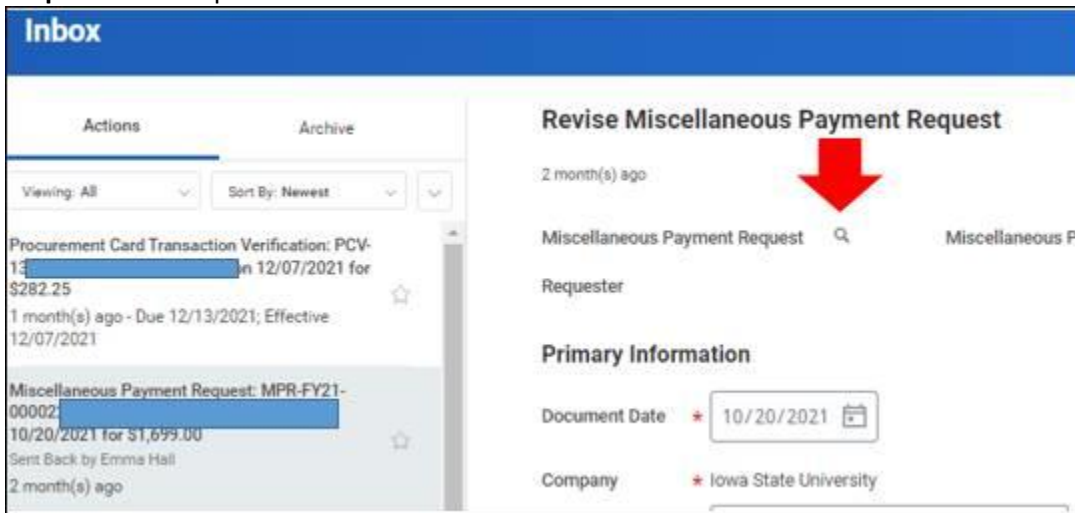 Inbox
Actions
Archive
Viewing: All
Sort By: Newest
Procurement Card Transaction Verification: PCV-
13 n 12/07/2021 for
$282.25
1 month(s) ago - Due 12/13/2021; Effective
12/07/2021
Miscellaneous Payment Request: MPR-FY21-
00002
10/20/2021 for $1,699.00
Sent Back by Emma Hall
2 month(s) ago
Revise Miscellaneous Payment Request
2 month(s) ago
Miscellaneous Payment Request Miscellaneous P
Requester
Primary Information
Document Date * 10/20/2021
Company * Iowa State University